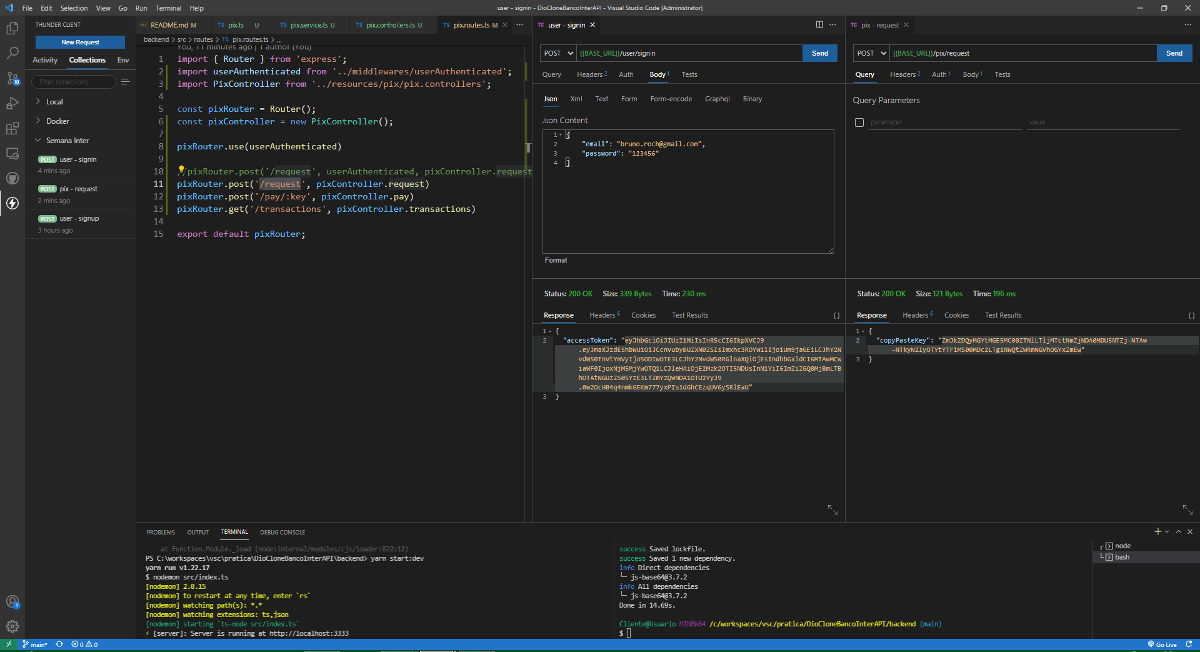 File Edit Selection View Go Run Terminal Help
user - signin - DioCloneBancoInterAPI - Visual Studio Code [Administrator]
THUNDER CLIENT
New Request
Activity Collections Env
filter collections
Local
Docker
Semana Inter
POST user - signin
4 mins ago
POST pix - request
2 mins ago
POST user - signup
3 hours ago
README.md M
TS pix.ts U
TS pix.service.ts U
TS pix.controllers.ts U
TS pix.routes.ts M
backend > src > routes > TS pix.routes.ts > ...
You, 11 minutes ago | 1 author (You)
1 import { Router } from 'express';
2 import userAuthenticated from '../middlewares/userAuthenticated';
3 import PixController from '../resources/pix/pix.controllers';
4
5 const pixRouter = Router();
6 const pixController = new PixController();
7
8 pixRouter.use(userAuthenticated)
9
10 //pixRouter.post('/request', userAuthenticated, pixController.request
11 pixRouter.post('/request', pixController.request)
12 pixRouter.post('/pay/:key', pixController.pay)
13 pixRouter.get('/transactions', pixController.transactions)
14
15 export default pixRouter;
TC user - signin
POST {{BASE_URL}}/user/signin Send
Query Headers 2 Auth Body 1 Tests
Json Xml Text Form Form-encode Graphql Binary
Json Content
1 {
2 "email": "bruno.roch@gmail.com",
3 "password": "123456"
4 }
Format
Status: 200 OK Size: 339 Bytes Time: 230 ms
Response Headers 6 Cookies Test Results { }
1 {
2 "accessToken":
3 }
TC pix - request
POST {{BASE_URL}}/pix/request Send
Query Headers 2 Auth 1 Body 1 Tests
Query Parameters
parameter value
Status: 200 OK Size: 121 Bytes Time: 196 ms
Response Headers 6 Cookies Test Results { }
1 {
2 "copyPasteKey":
3 }
PROBLEMS OUTPUT TERMINAL DEBUG CONSOLE
at Function.Module._load (node:internal/modules/cjs/loader:822:12)
PS C:\workspaces\vsc\pratica\DioCloneBancoInterAPI\backend> yarn start:dev
yarn run v1.22.17
$ nodemon src/index.ts
[nodemon] 2.0.15
[nodemon] to restart at any time, enter `rs`
[nodemon] watching path(s): *.*
[nodemon] watching extensions: ts,json
[nodemon] starting `ts-node src/index.ts`
[server]: Server is running at http://localhost:3333
success Saved lockfile.
success Saved 1 new dependency.
info Direct dependencies
└─ js-base64@3.7.2
info All dependencies
└─ js-base64@3.7.2
Done in 14.69s.
Cliente@Usuario MINGW64 /c/workspaces/vsc/pratica/DioCloneBancoInterAPI/backend (main)
$
node
bash
main*
0 0
Go Live